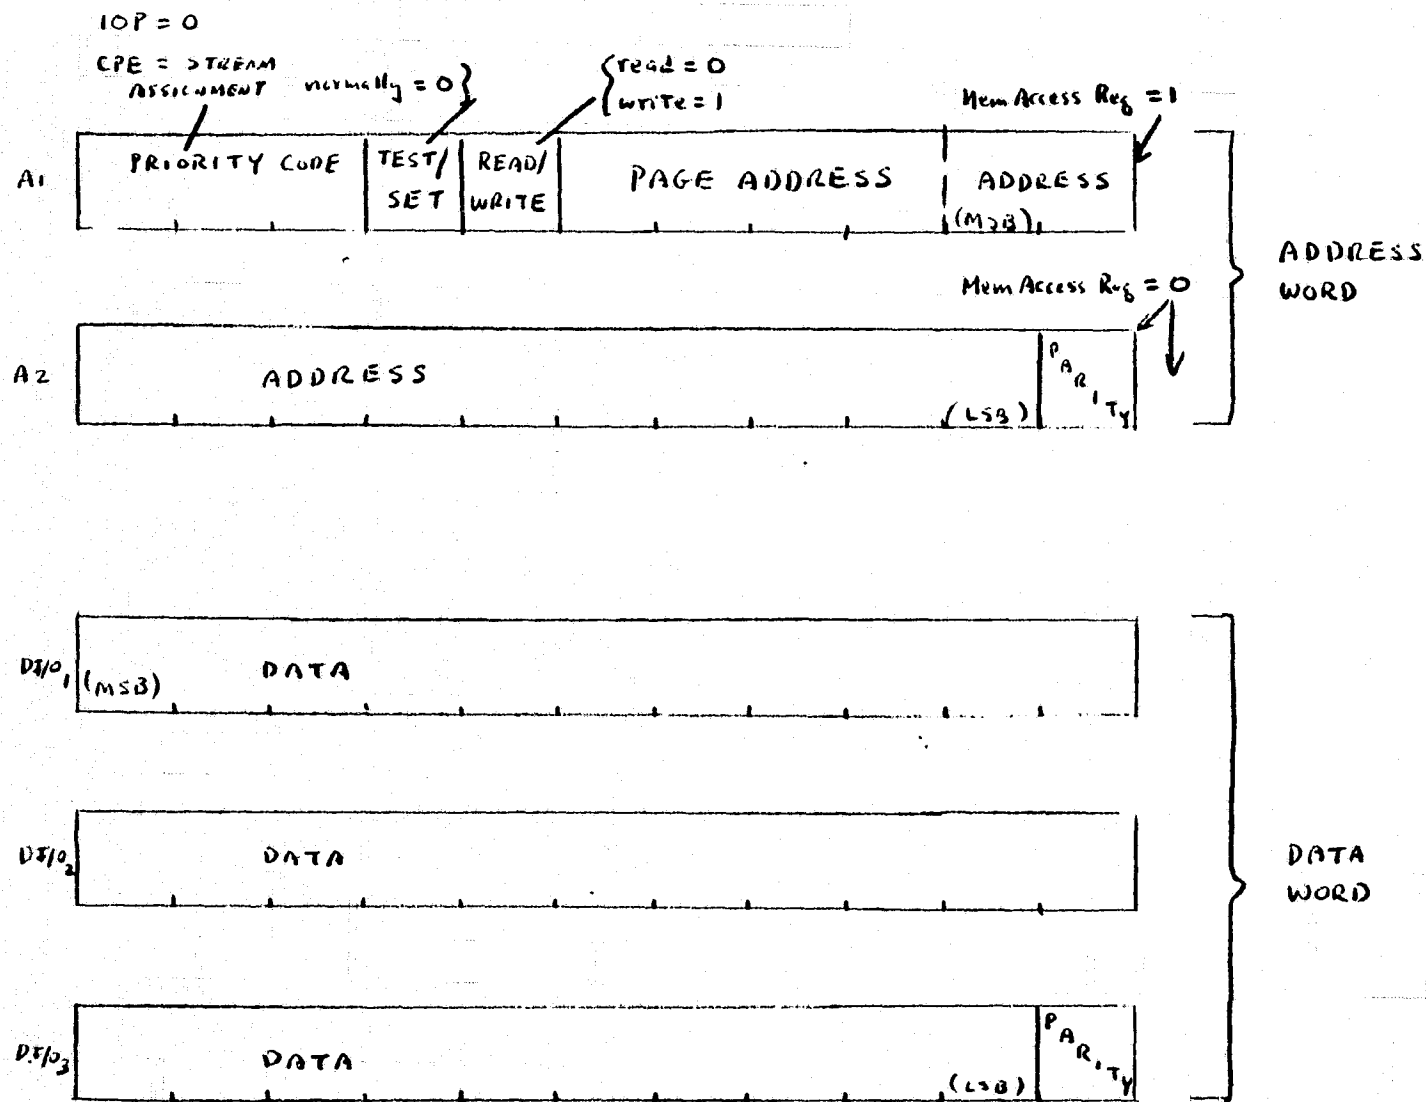 IOP = 0
CPE = STREAM
ASSIGNMENT
normally = 0}
{read = 0
write = 1
Mem Access Req = 1
A1
PRIORITY CODE
TEST/
SET
READ/
WRITE
PAGE ADDRESS
ADDRESS
(MSB)
ADDRESS
WORD
Mem Access Req = 0
A2
ADDRESS
(LSB)
PARITY
DI/O1
(MSB)
DATA
DI/O2
DATA
DATA
WORD
DI/O3
DATA
(LSB)
PARITY